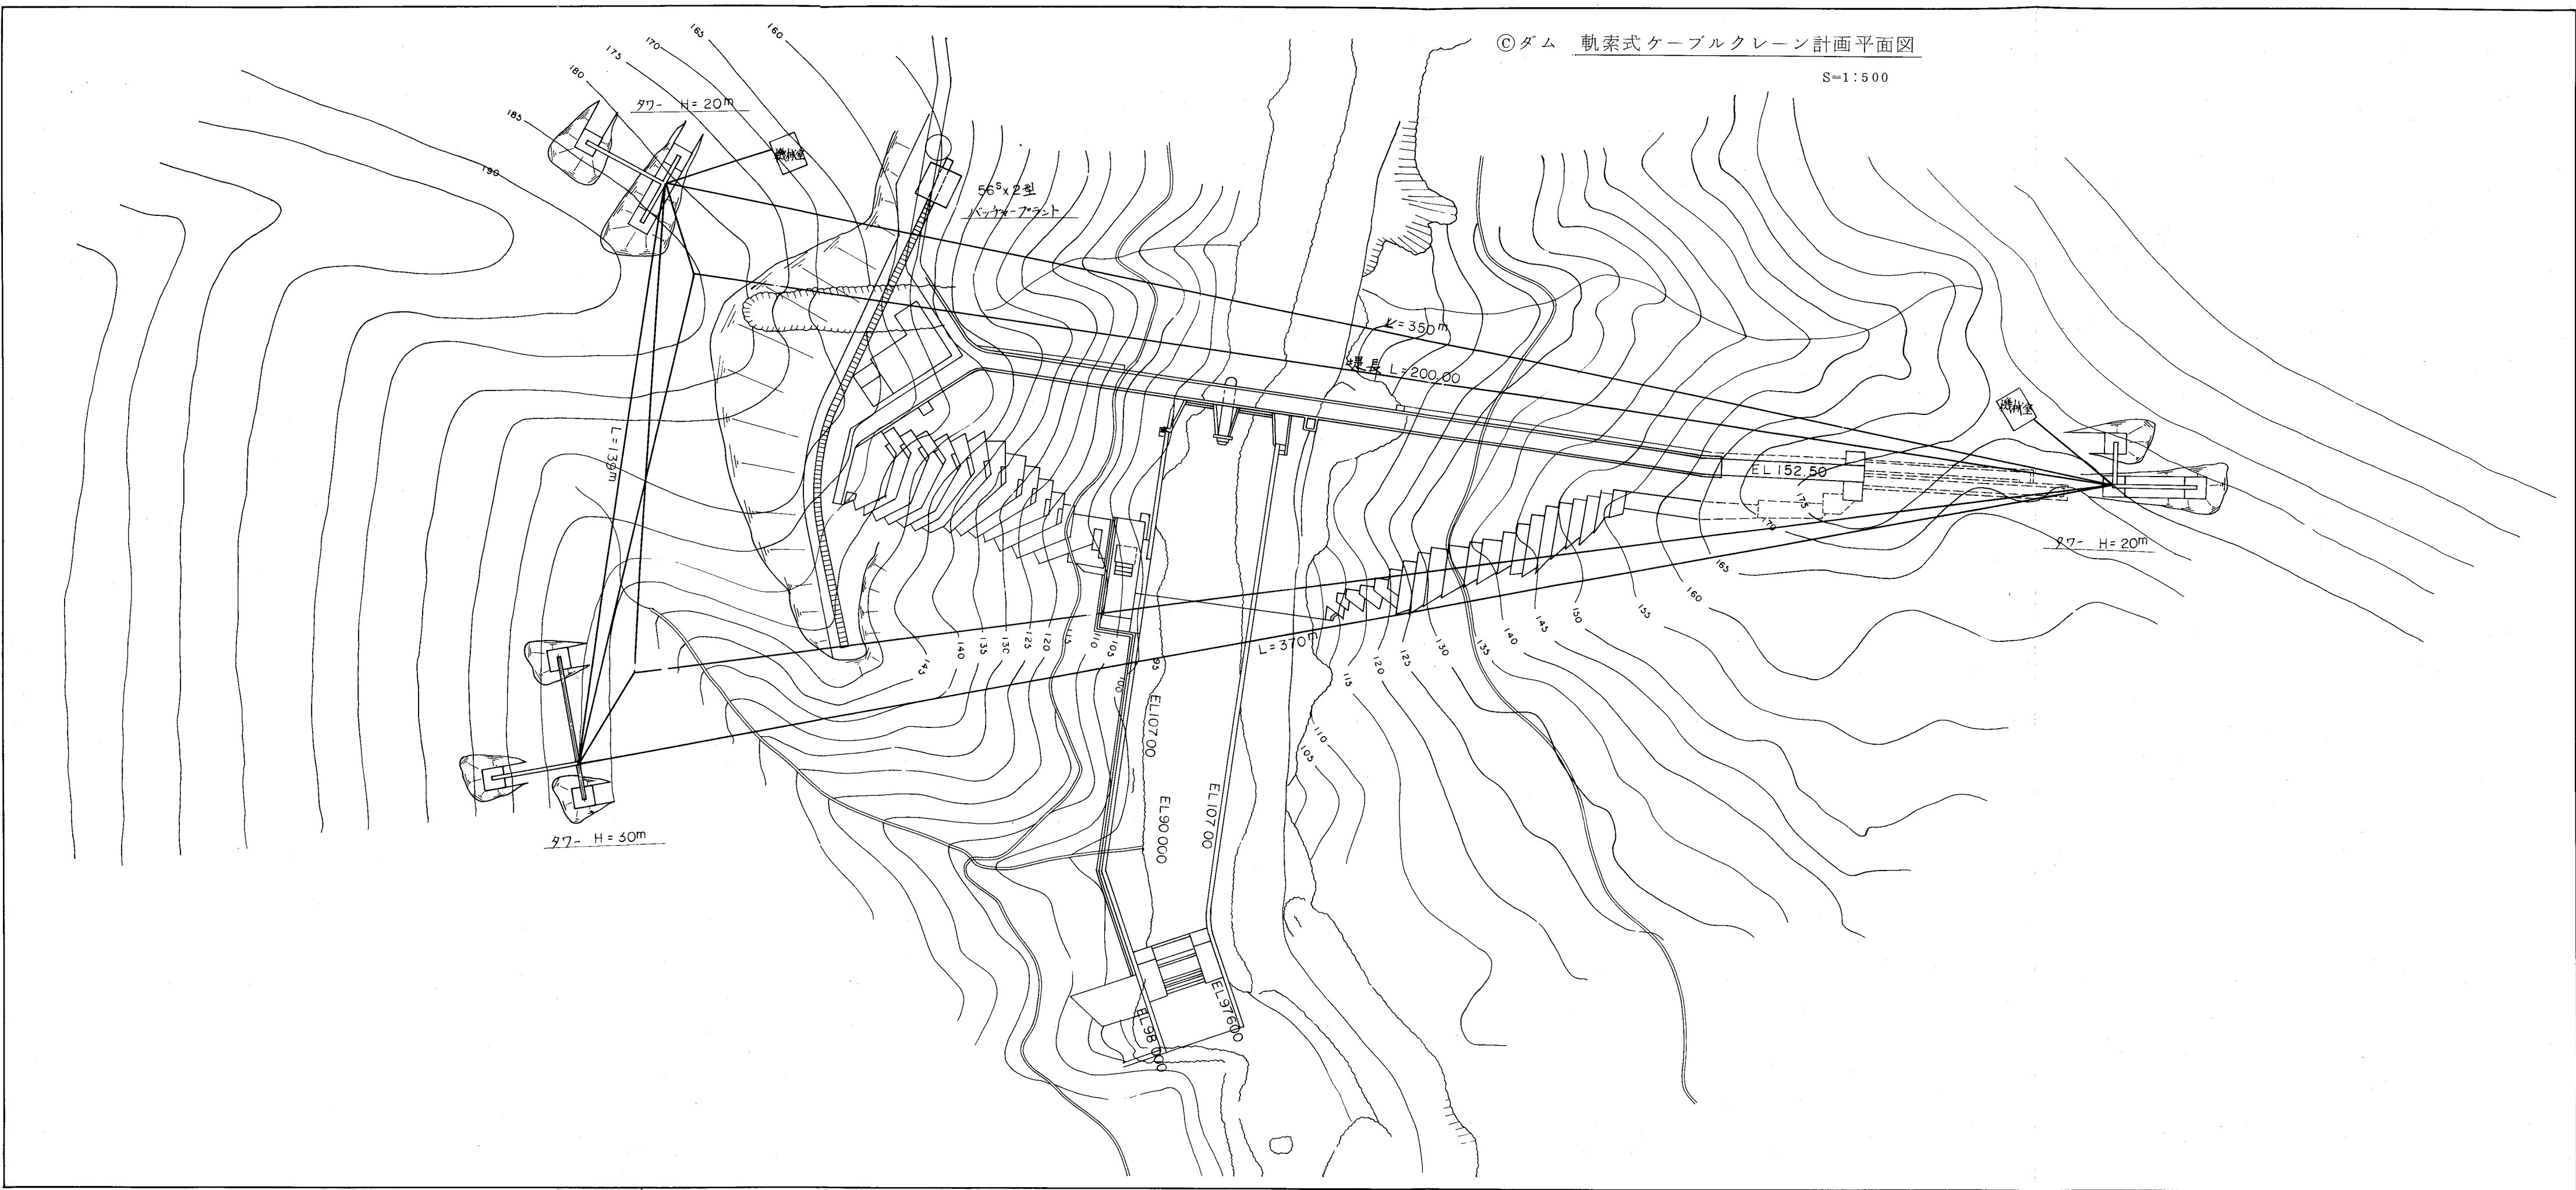 Ⓒダム 軌索式ケーブルクレーン計画平面図
S=1:500
160
165
170
175
180
185
190
タワー H=20m
機械室
56S×2型
バッチャープラント
L=350m
堤長 L=200.00
L=139m
機械室
EL 152.50
175
170
165
160
155
150
145
140
135
130
125
120
115
110
105
タワー H=20m
L=370m
145
140
135
130
125
120
115
110
105
100
95
EL107.00
EL90.000
EL107.00
タワー H=30m
EL97600
EL98.000